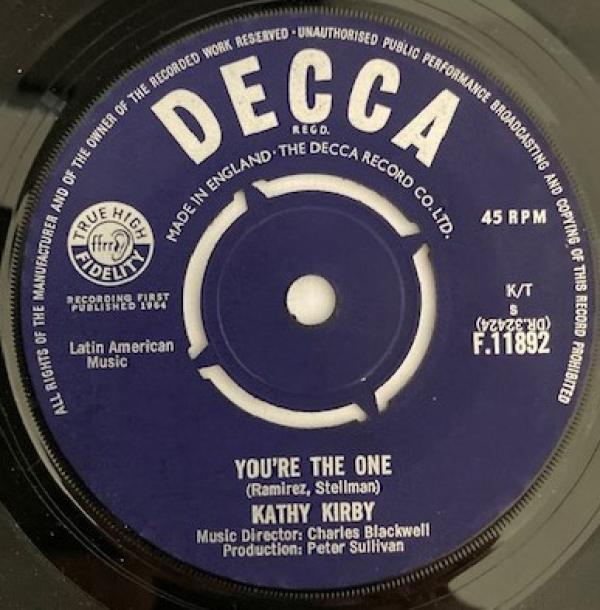 ALL RIGHTS OF THE MANUFACTURER AND OF THE OWNER OF THE RECORDED WORK RESERVED · UNAUTHORISED PUBLIC PERFORMANCE BROADCASTING AND COPYING OF THIS RECORD PROHIBITED
DECCA
REGD.
MADE IN ENGLAND · THE DECCA RECORD CO. LTD.
TRUE HIGH
ffrr
FIDELITY
RECORDING FIRST
PUBLISHED 1964
Latin American
Music
45 RPM
K/T
S
(DR.32424)
F.11892
YOU'RE THE ONE
(Ramirez, Stellman)
KATHY KIRBY
Music Director: Charles Blackwell
Production: Peter Sullivan